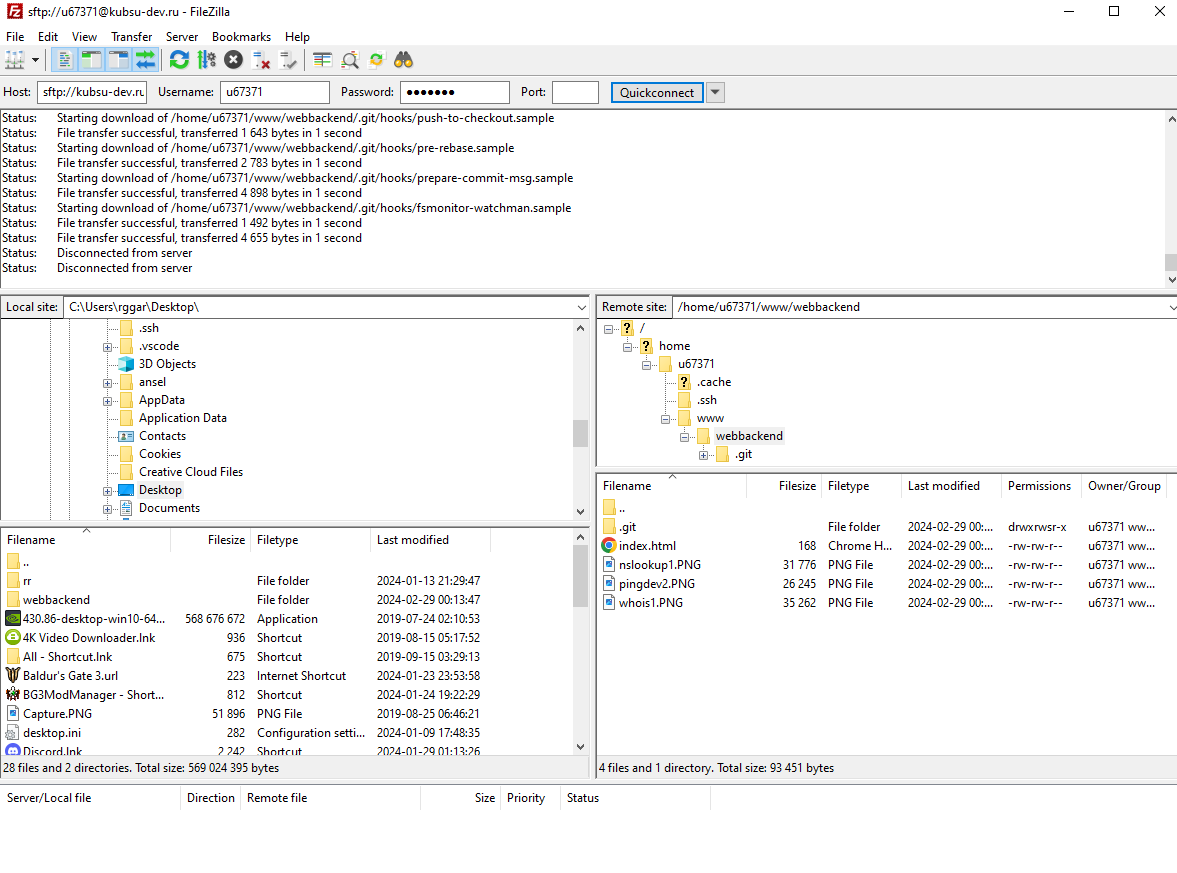 sftp://u67371@kubsu-dev.ru - FileZilla
File Edit View Transfer Server Bookmarks Help
Host: sftp://kubsu-dev.ru Username: u67371 Password: ●●●●●●● Port: Quickconnect
Status: Starting download of /home/u67371/www/webbackend/.git/hooks/push-to-checkout.sample
Status: File transfer successful, transferred 1 643 bytes in 1 second
Status: Starting download of /home/u67371/www/webbackend/.git/hooks/pre-rebase.sample
Status: File transfer successful, transferred 2 783 bytes in 1 second
Status: Starting download of /home/u67371/www/webbackend/.git/hooks/prepare-commit-msg.sample
Status: File transfer successful, transferred 4 898 bytes in 1 second
Status: Starting download of /home/u67371/www/webbackend/.git/hooks/fsmonitor-watchman.sample
Status: File transfer successful, transferred 1 492 bytes in 1 second
Status: File transfer successful, transferred 4 655 bytes in 1 second
Status: Disconnected from server
Status: Disconnected from server
Local site: C:\Users\rggar\Desktop\
.ssh
.vscode
3D Objects
ansel
AppData
Application Data
Contacts
Cookies
Creative Cloud Files
Desktop
Documents
Filename Filesize Filetype Last modified
..
rr File folder 2024-01-13 21:29:47
webbackend File folder 2024-02-29 00:13:47
430.86-desktop-win10-64... 568 676 672 Application 2019-07-24 02:10:53
4K Video Downloader.lnk 936 Shortcut 2019-08-15 05:17:52
All - Shortcut.lnk 675 Shortcut 2019-09-15 03:29:13
Baldur's Gate 3.url 223 Internet Shortcut 2024-01-23 23:53:58
BG3ModManager - Short... 812 Shortcut 2024-01-24 19:22:29
Capture.PNG 51 896 PNG File 2019-08-25 06:46:21
desktop.ini 282 Configuration setti... 2024-01-09 17:48:35
Discord.lnk 2 242 Shortcut 2024-01-29 01:13:26
28 files and 2 directories. Total size: 569 024 395 bytes
Remote site: /home/u67371/www/webbackend
/
home
u67371
.cache
.ssh
www
webbackend
.git
Filename Filesize Filetype Last modified Permissions Owner/Group
..
.git File folder 2024-02-29 00:... drwxrwsr-x u67371 ww...
index.html 168 Chrome H... 2024-02-29 00:... -rw-rw-r-- u67371 ww...
nslookup1.PNG 31 776 PNG File 2024-02-29 00:... -rw-rw-r-- u67371 ww...
pingdev2.PNG 26 245 PNG File 2024-02-29 00:... -rw-rw-r-- u67371 ww...
whois1.PNG 35 262 PNG File 2024-02-29 00:... -rw-rw-r-- u67371 ww...
4 files and 1 directory. Total size: 93 451 bytes
Server/Local file Direction Remote file Size Priority Status